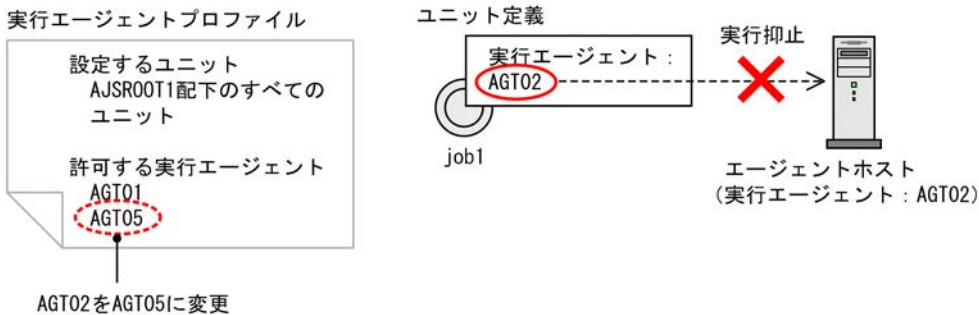 実行エージェントプロファイル
設定するユニット
AJSROOT1配下のすべての
ユニット
許可する実行エージェント
AGT01
AGT05
AGT02をAGT05に変更
ユニット定義
実行エージェント：
AGT02
job1
実行抑止
エージェントホスト
（実行エージェント：AGT02）